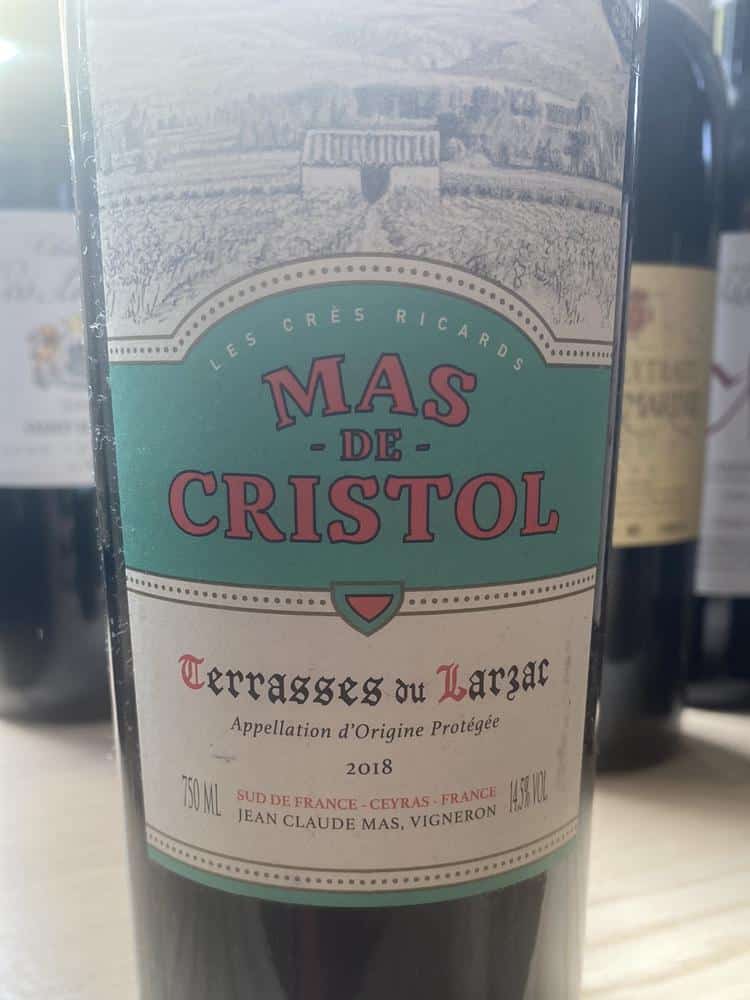 LES CRÈS RICARDS
MAS
- DE -
CRISTOL
Terrasses du Larzac
Appellation d'Origine Protégée
2018
750 ML
SUD DE FRANCE - CEYRAS - FRANCE
14.5% VOL
JEAN CLAUDE MAS, VIGNERON